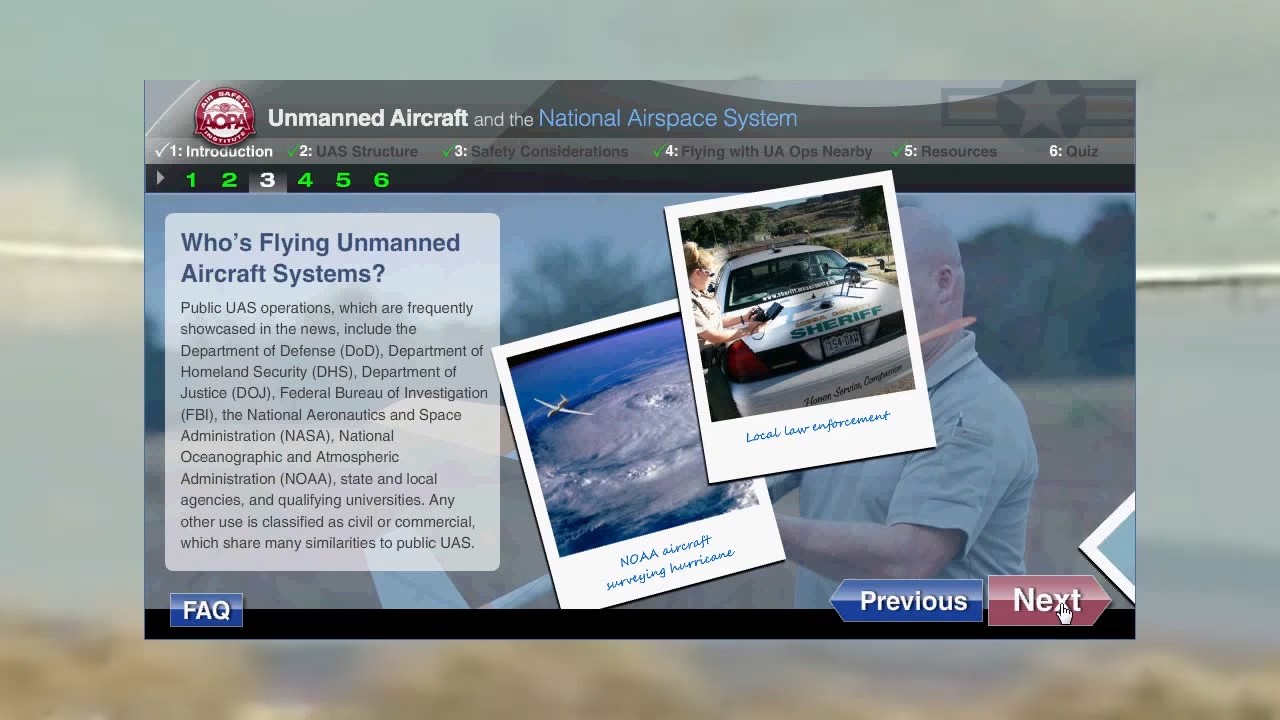 AIR SAFETY
AOPA
INSTITUTE
Unmanned Aircraft and the National Airspace System
1: Introduction 2: UAS Structure 3: Safety Considerations 4: Flying with UA Ops Nearby 5: Resources 6: Quiz
1 2 3 4 5 6
Who's Flying Unmanned
Aircraft Systems?
Public UAS operations, which are frequently
showcased in the news, include the
Department of Defense (DoD), Department of
Homeland Security (DHS), Department of
Justice (DOJ), Federal Bureau of Investigation
(FBI), the National Aeronautics and Space
Administration (NASA), National
Oceanographic and Atmospheric
Administration (NOAA), state and local
agencies, and qualifying universities. Any
other use is classified as civil or commercial,
which share many similarities to public UAS.
SHERIFF
Honor, Service, Compassion
Local law enforcement
NOAA aircraft
surveying hurricane
FAQ
Previous
Next